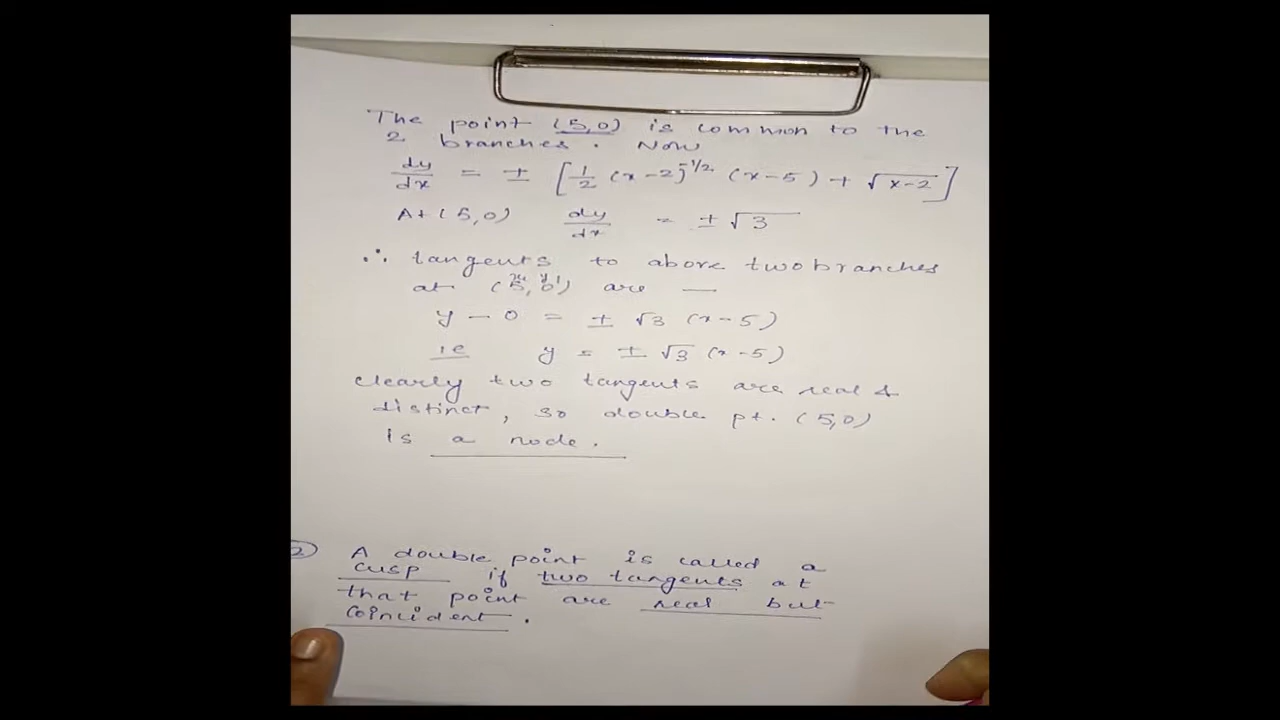 The point (5,0) is common to the
2 branches. Now
dy/dx = ± [1/2 (x-2)^1/2 (x-5) + √x-2]
At (5,0) dy/dx = ±√3
∴ tangents to above two branches
at (5,0) are —
y - 0 = ± √3 (x-5)
ie y = ± √3 (x-5)
clearly two tangents are real &
distinct, so double pt. (5,0)
is a node.
2 A double point is called a
cusp if two tangents at
that point are real but
coincident.